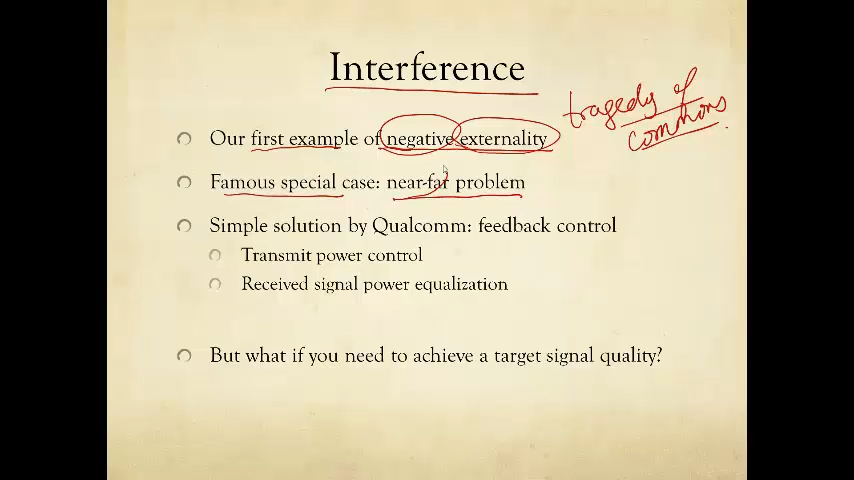 Interference
tragedy of
commons
Our first example of negative externality
Famous special case: near-far problem
Simple solution by Qualcomm: feedback control
Transmit power control
Received signal power equalization
But what if you need to achieve a target signal quality?